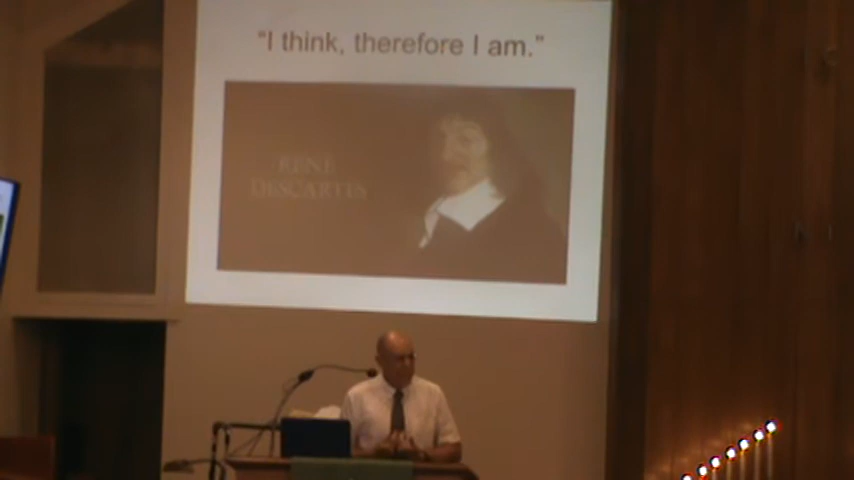 “I think, therefore I am.”
RENE
DESCARTES